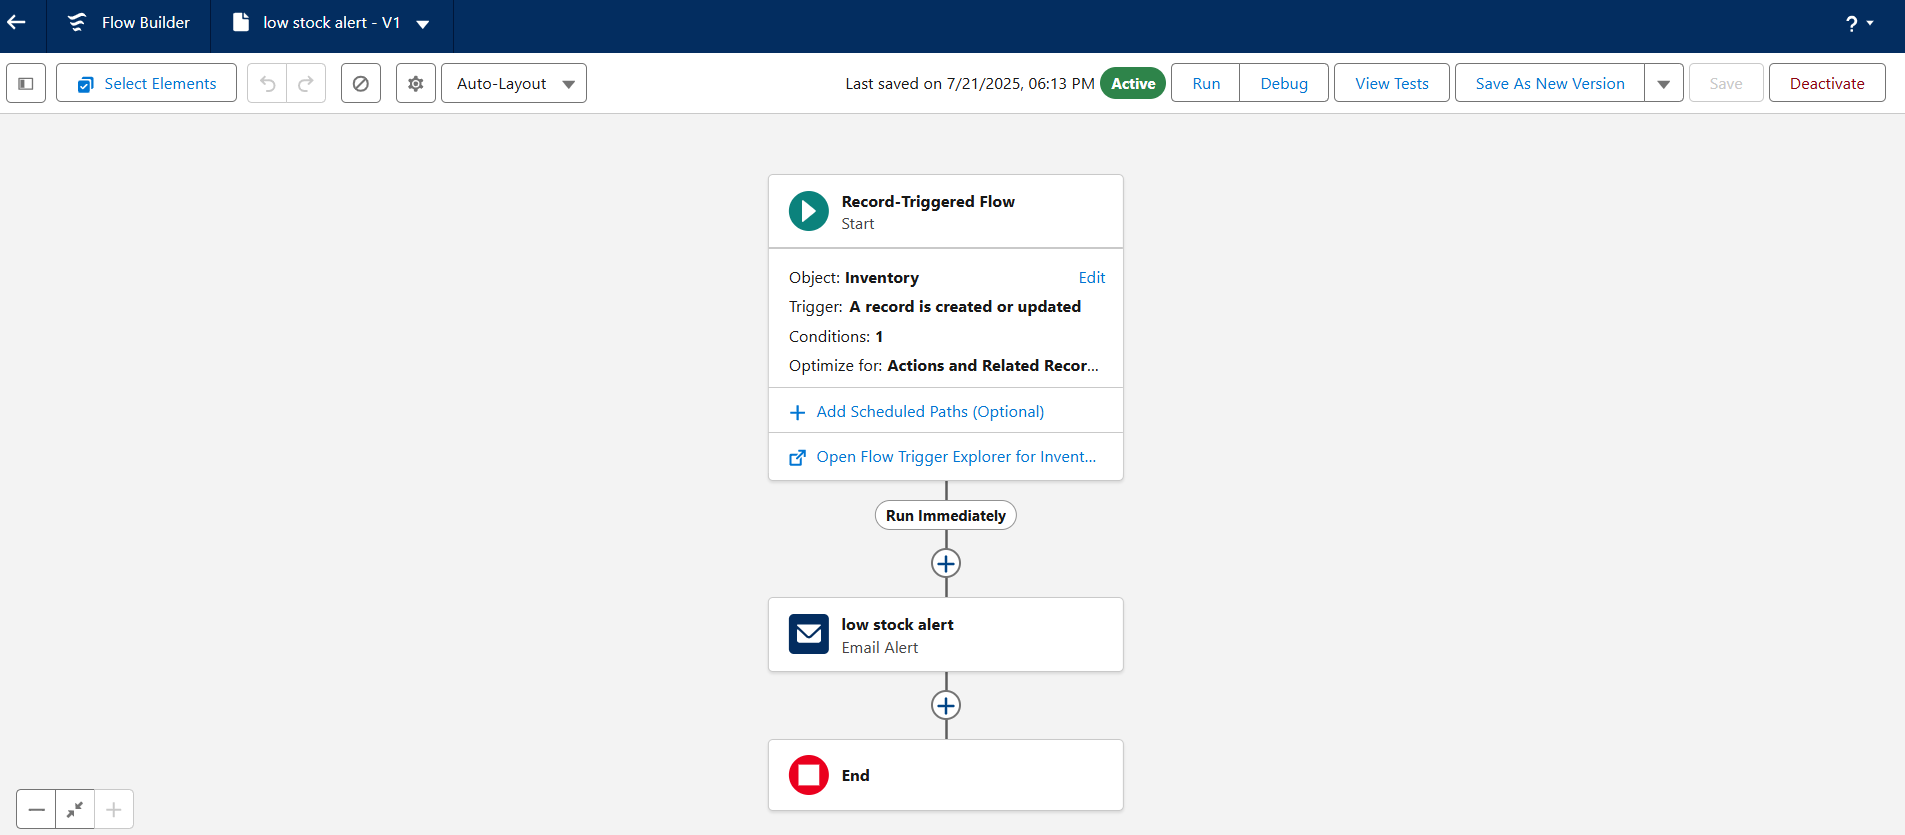 Flow Builder
low stock alert - V1
?
Select Elements
Auto-Layout
Last saved on 7/21/2025, 06:13 PM
Active
Run
Debug
View Tests
Save As New Version
Save
Deactivate
Record-Triggered Flow
Start
Object: Inventory
Edit
Trigger: A record is created or updated
Conditions: 1
Optimize for: Actions and Related Recor...
Add Scheduled Paths (Optional)
Open Flow Trigger Explorer for Invent...
Run Immediately
low stock alert
Email Alert
End